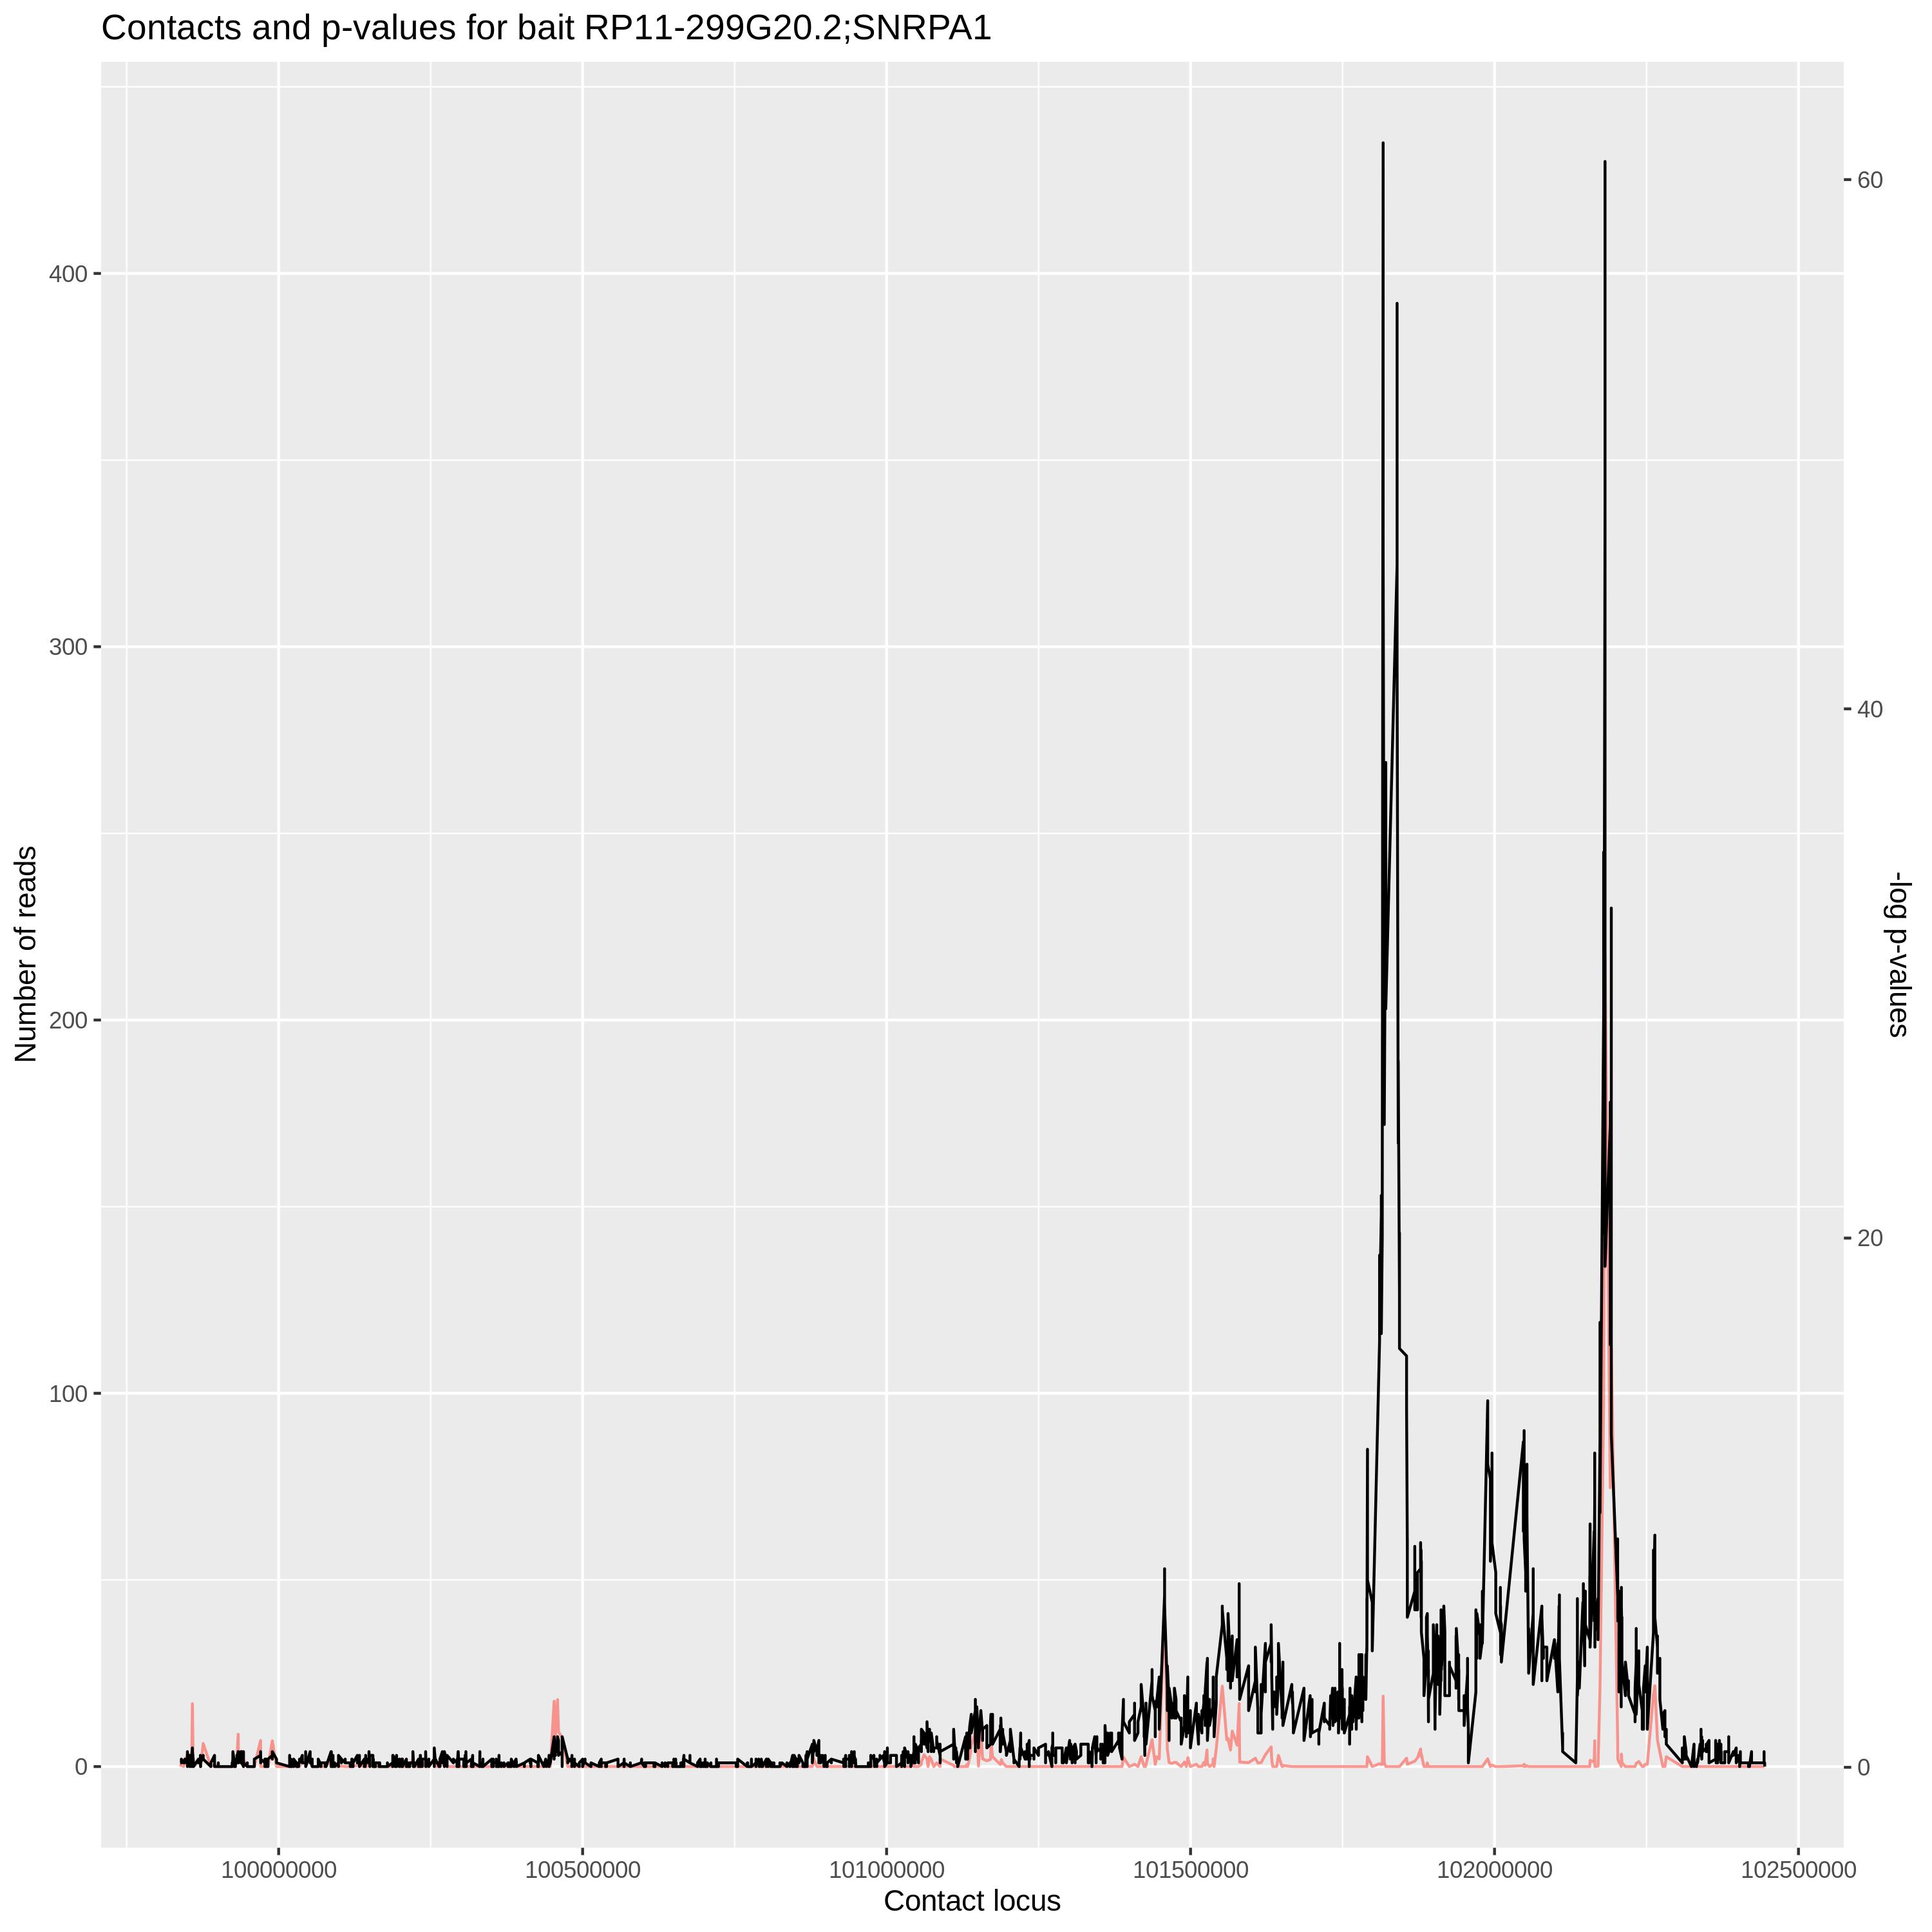 Contacts and p-values for bait RP11-299G20.2;SNRPA1
400
300
200
100
0
Number of reads
60
40
20
0
-log p-values
100000000 100500000 101000000 101500000 102000000 102500000
Contact locus